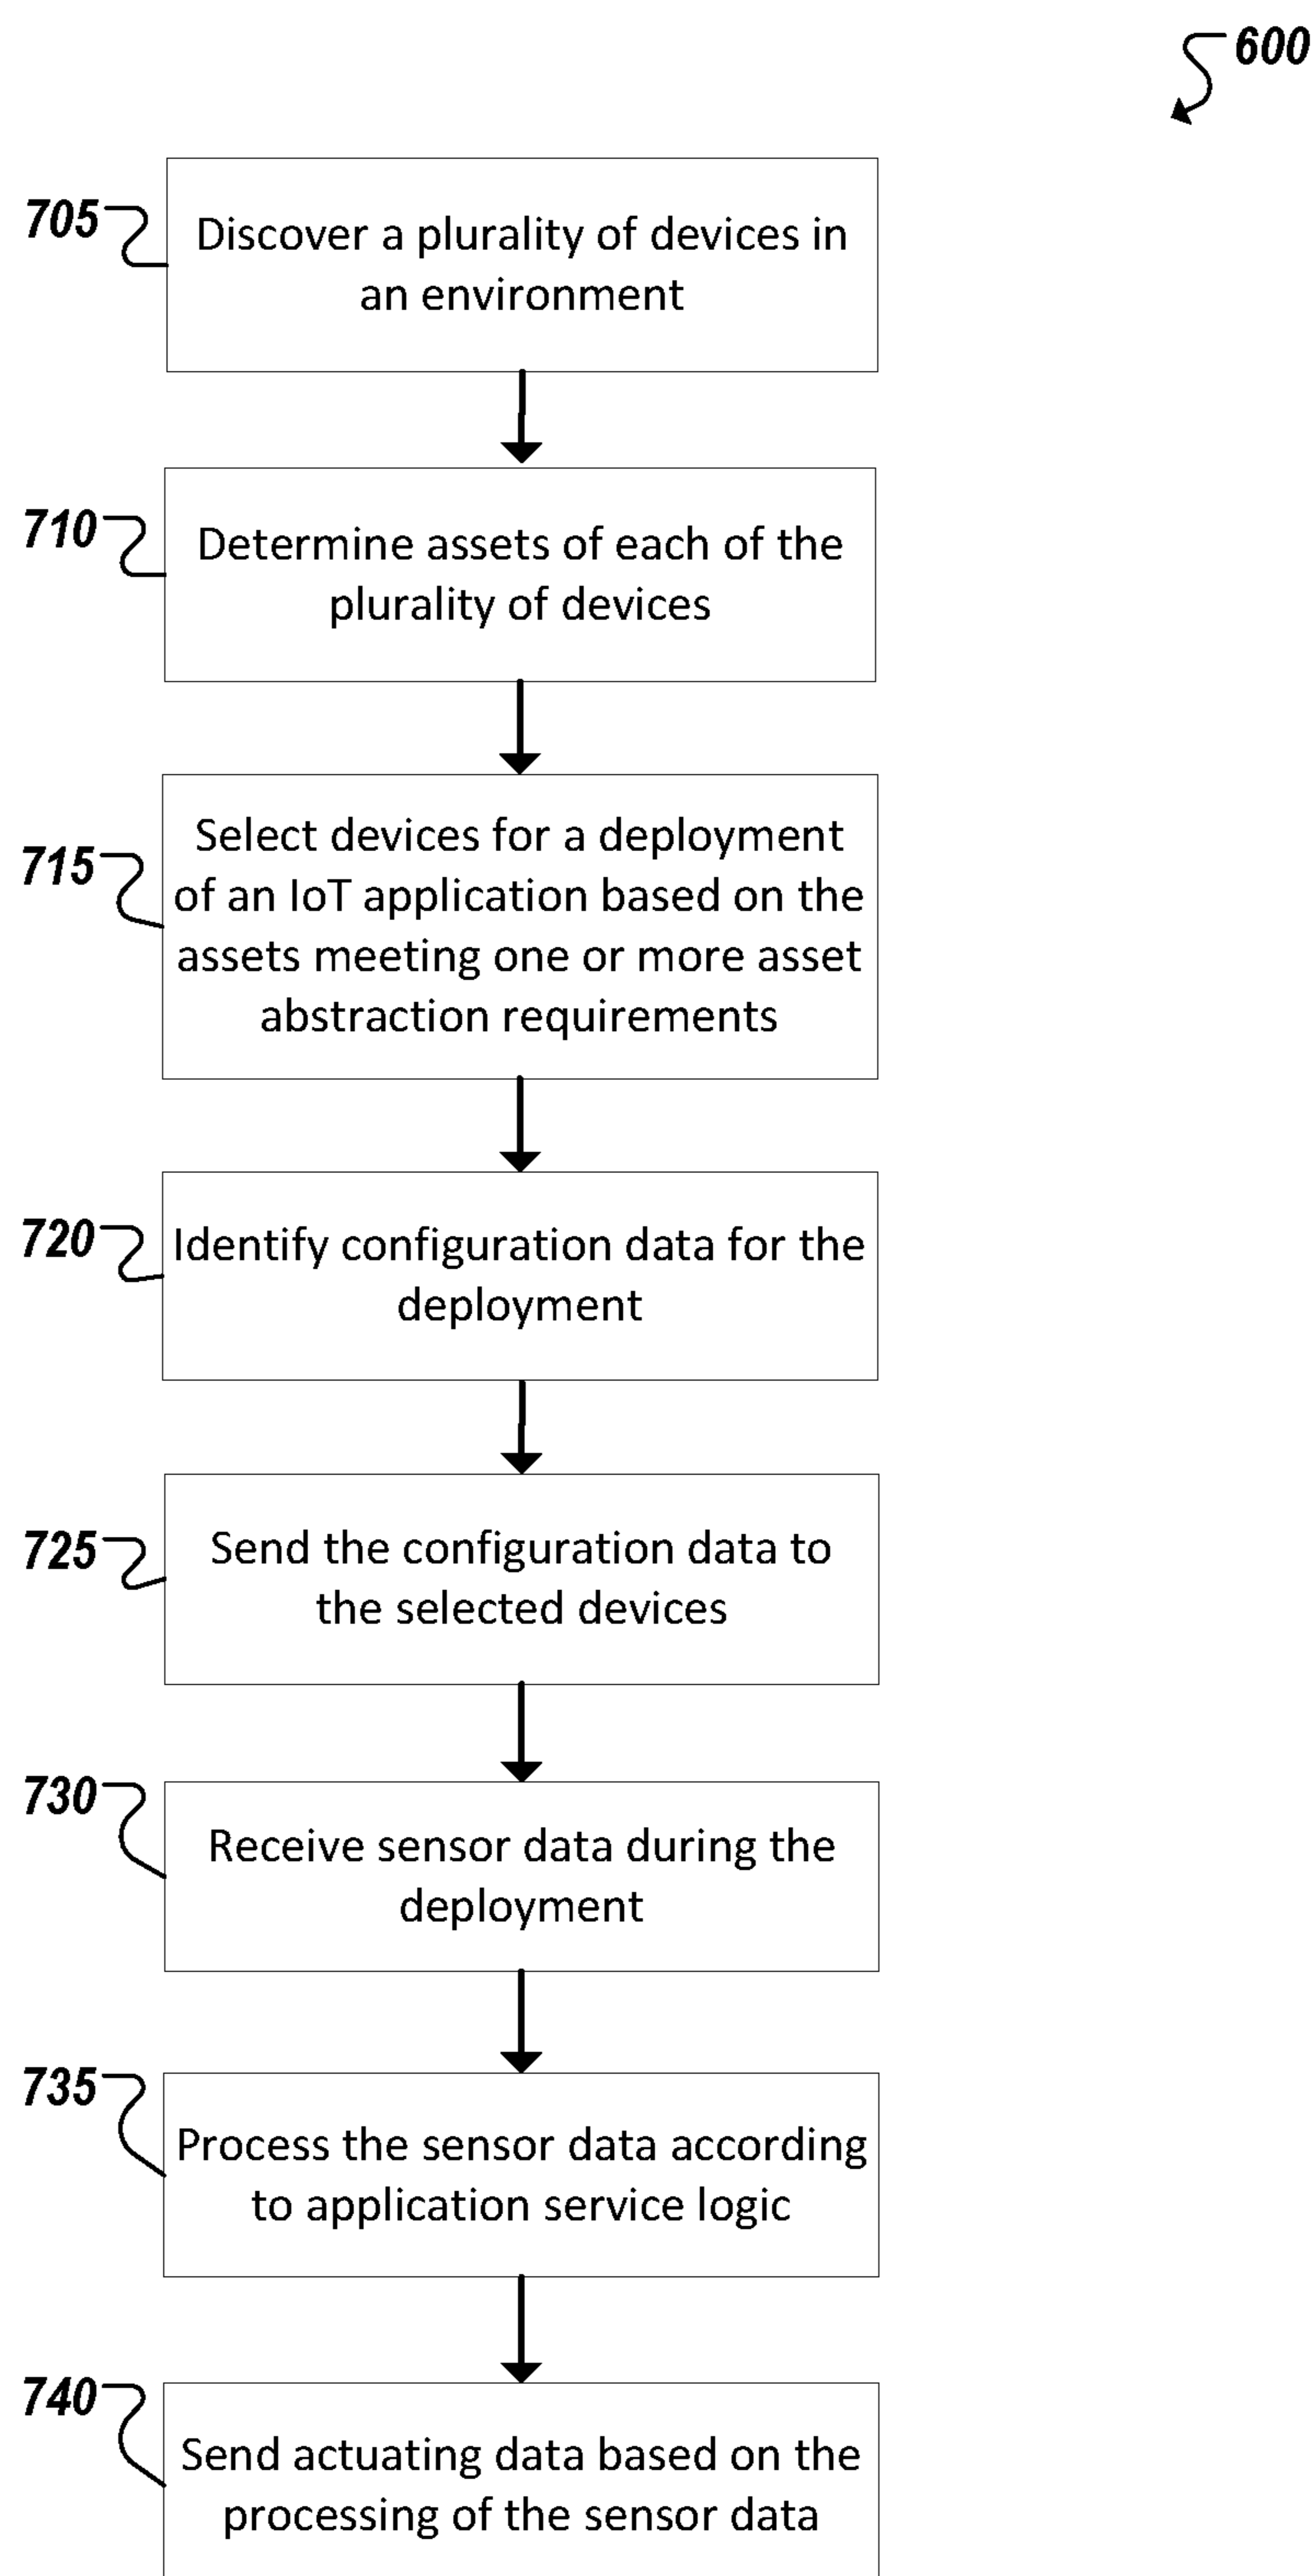 600
705
Discover a plurality of devices in
an environment
710
Determine assets of each of the
plurality of devices
715
Select devices for a deployment
of an IoT application based on the
assets meeting one or more asset
abstraction requirements
720
Identify configuration data for the
deployment
725
Send the configuration data to
the selected devices
730
Receive sensor data during the
deployment
735
Process the sensor data according
to application service logic
740
Send actuating data based on the
processing of the sensor data